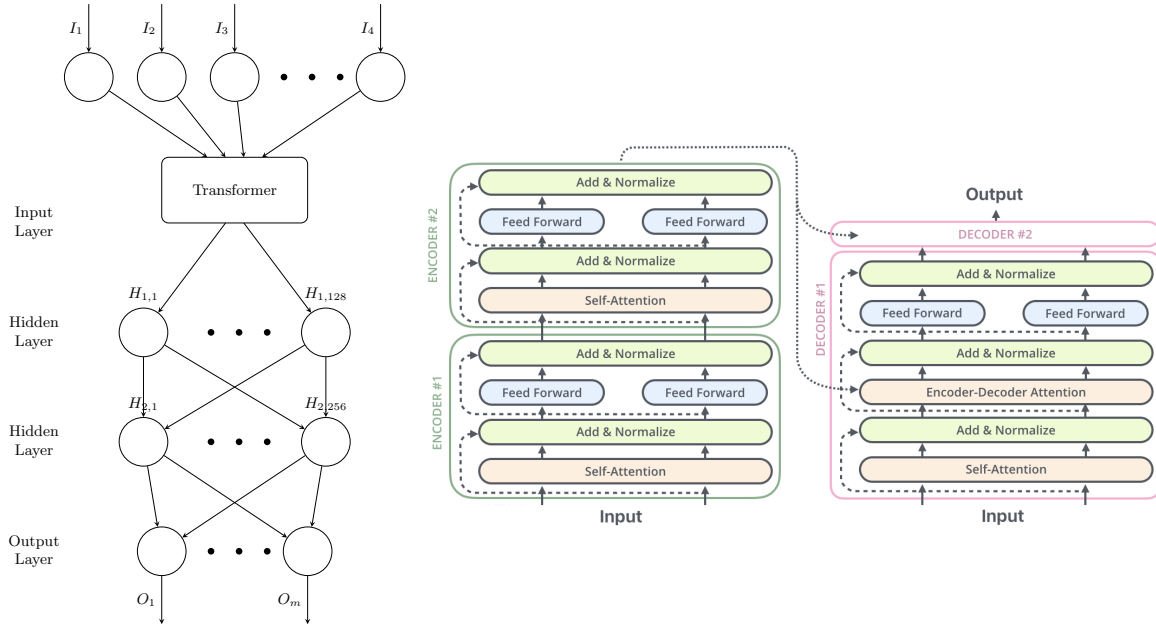 I1 I2 I3 I4
Transformer
Input
Layer
H1,1 H1,128
Hidden
Layer
H2,1 H2,256
Hidden
Layer
Output
Layer
O1 Om
ENCODER #2
Add & Normalize
Feed Forward Feed Forward
Add & Normalize
Self-Attention
ENCODER #1
Add & Normalize
Feed Forward Feed Forward
Add & Normalize
Self-Attention
Input
Output
DECODER #2
DECODER #1
Add & Normalize
Feed Forward Feed Forward
Add & Normalize
Encoder-Decoder Attention
Add & Normalize
Self-Attention
Input